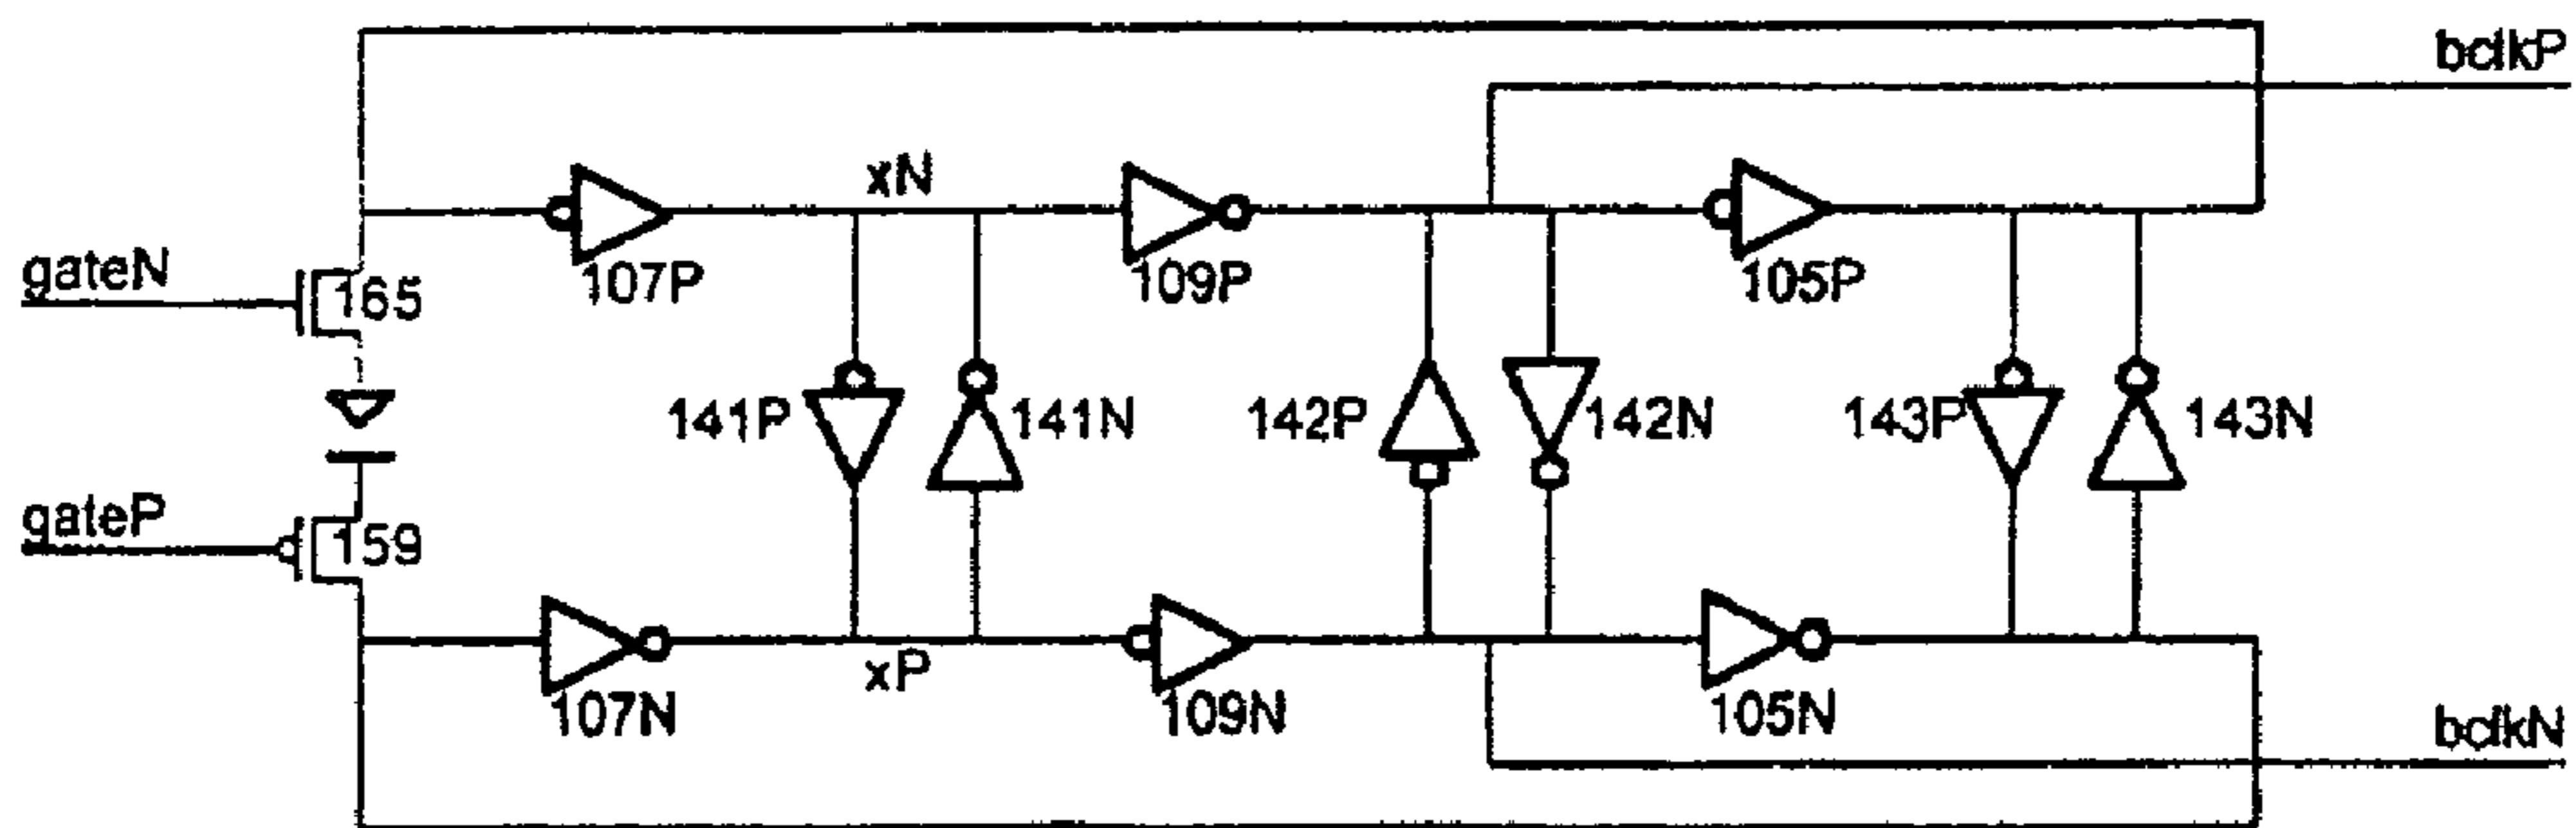 bclkP
xN
gateN
165
107P
109P
105P
141P
141N
142P
142N
143P
143N
gateP
159
xP
107N
109N
105N
bclkN